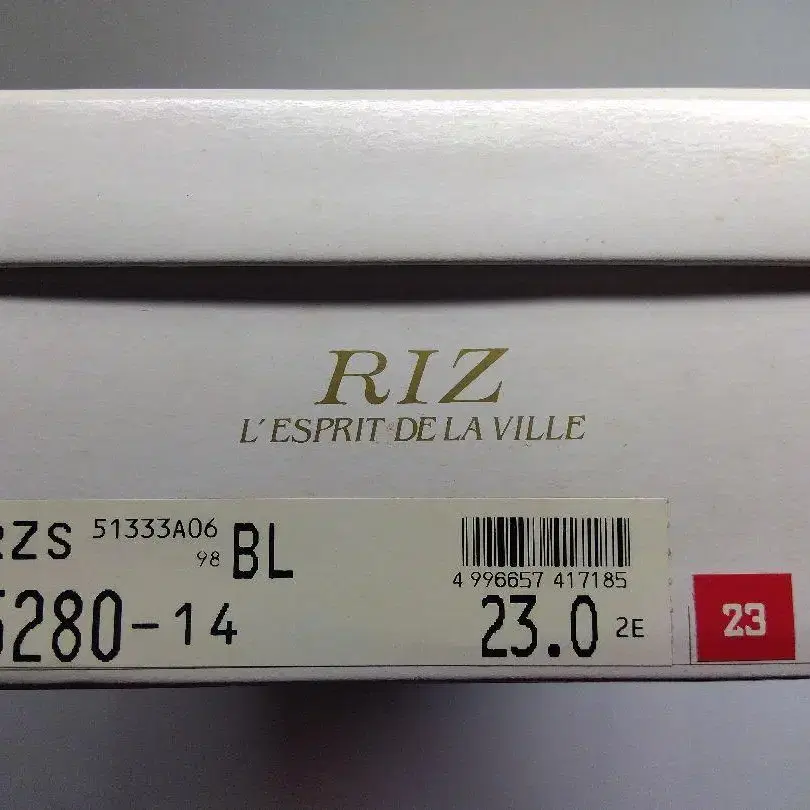 RIZ
L'ESPRIT DE LA VILLE
RZS 51333A06
98 BL
5280-14
4 996657 417185
23.0 2E
23